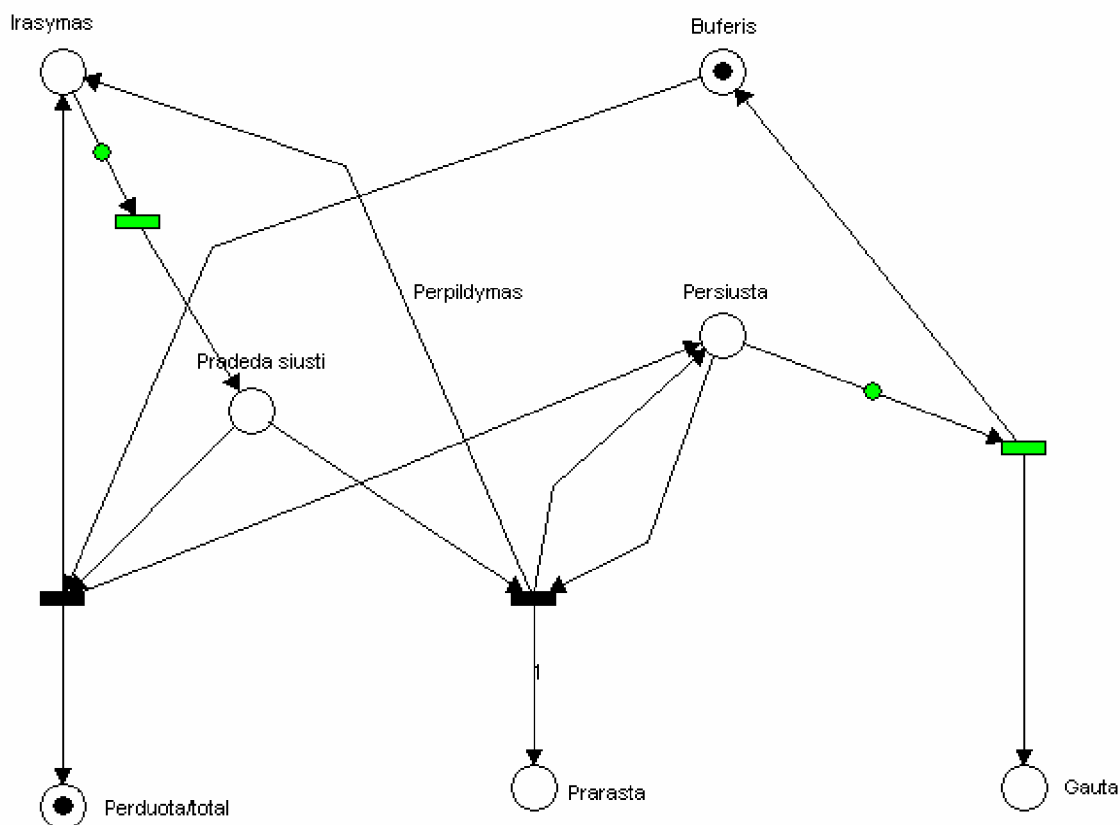 Irasymas
Buferis
Perpildymas
Persiusta
Pradeda siusti
1
Perduota/total
Prarasta
Gauta